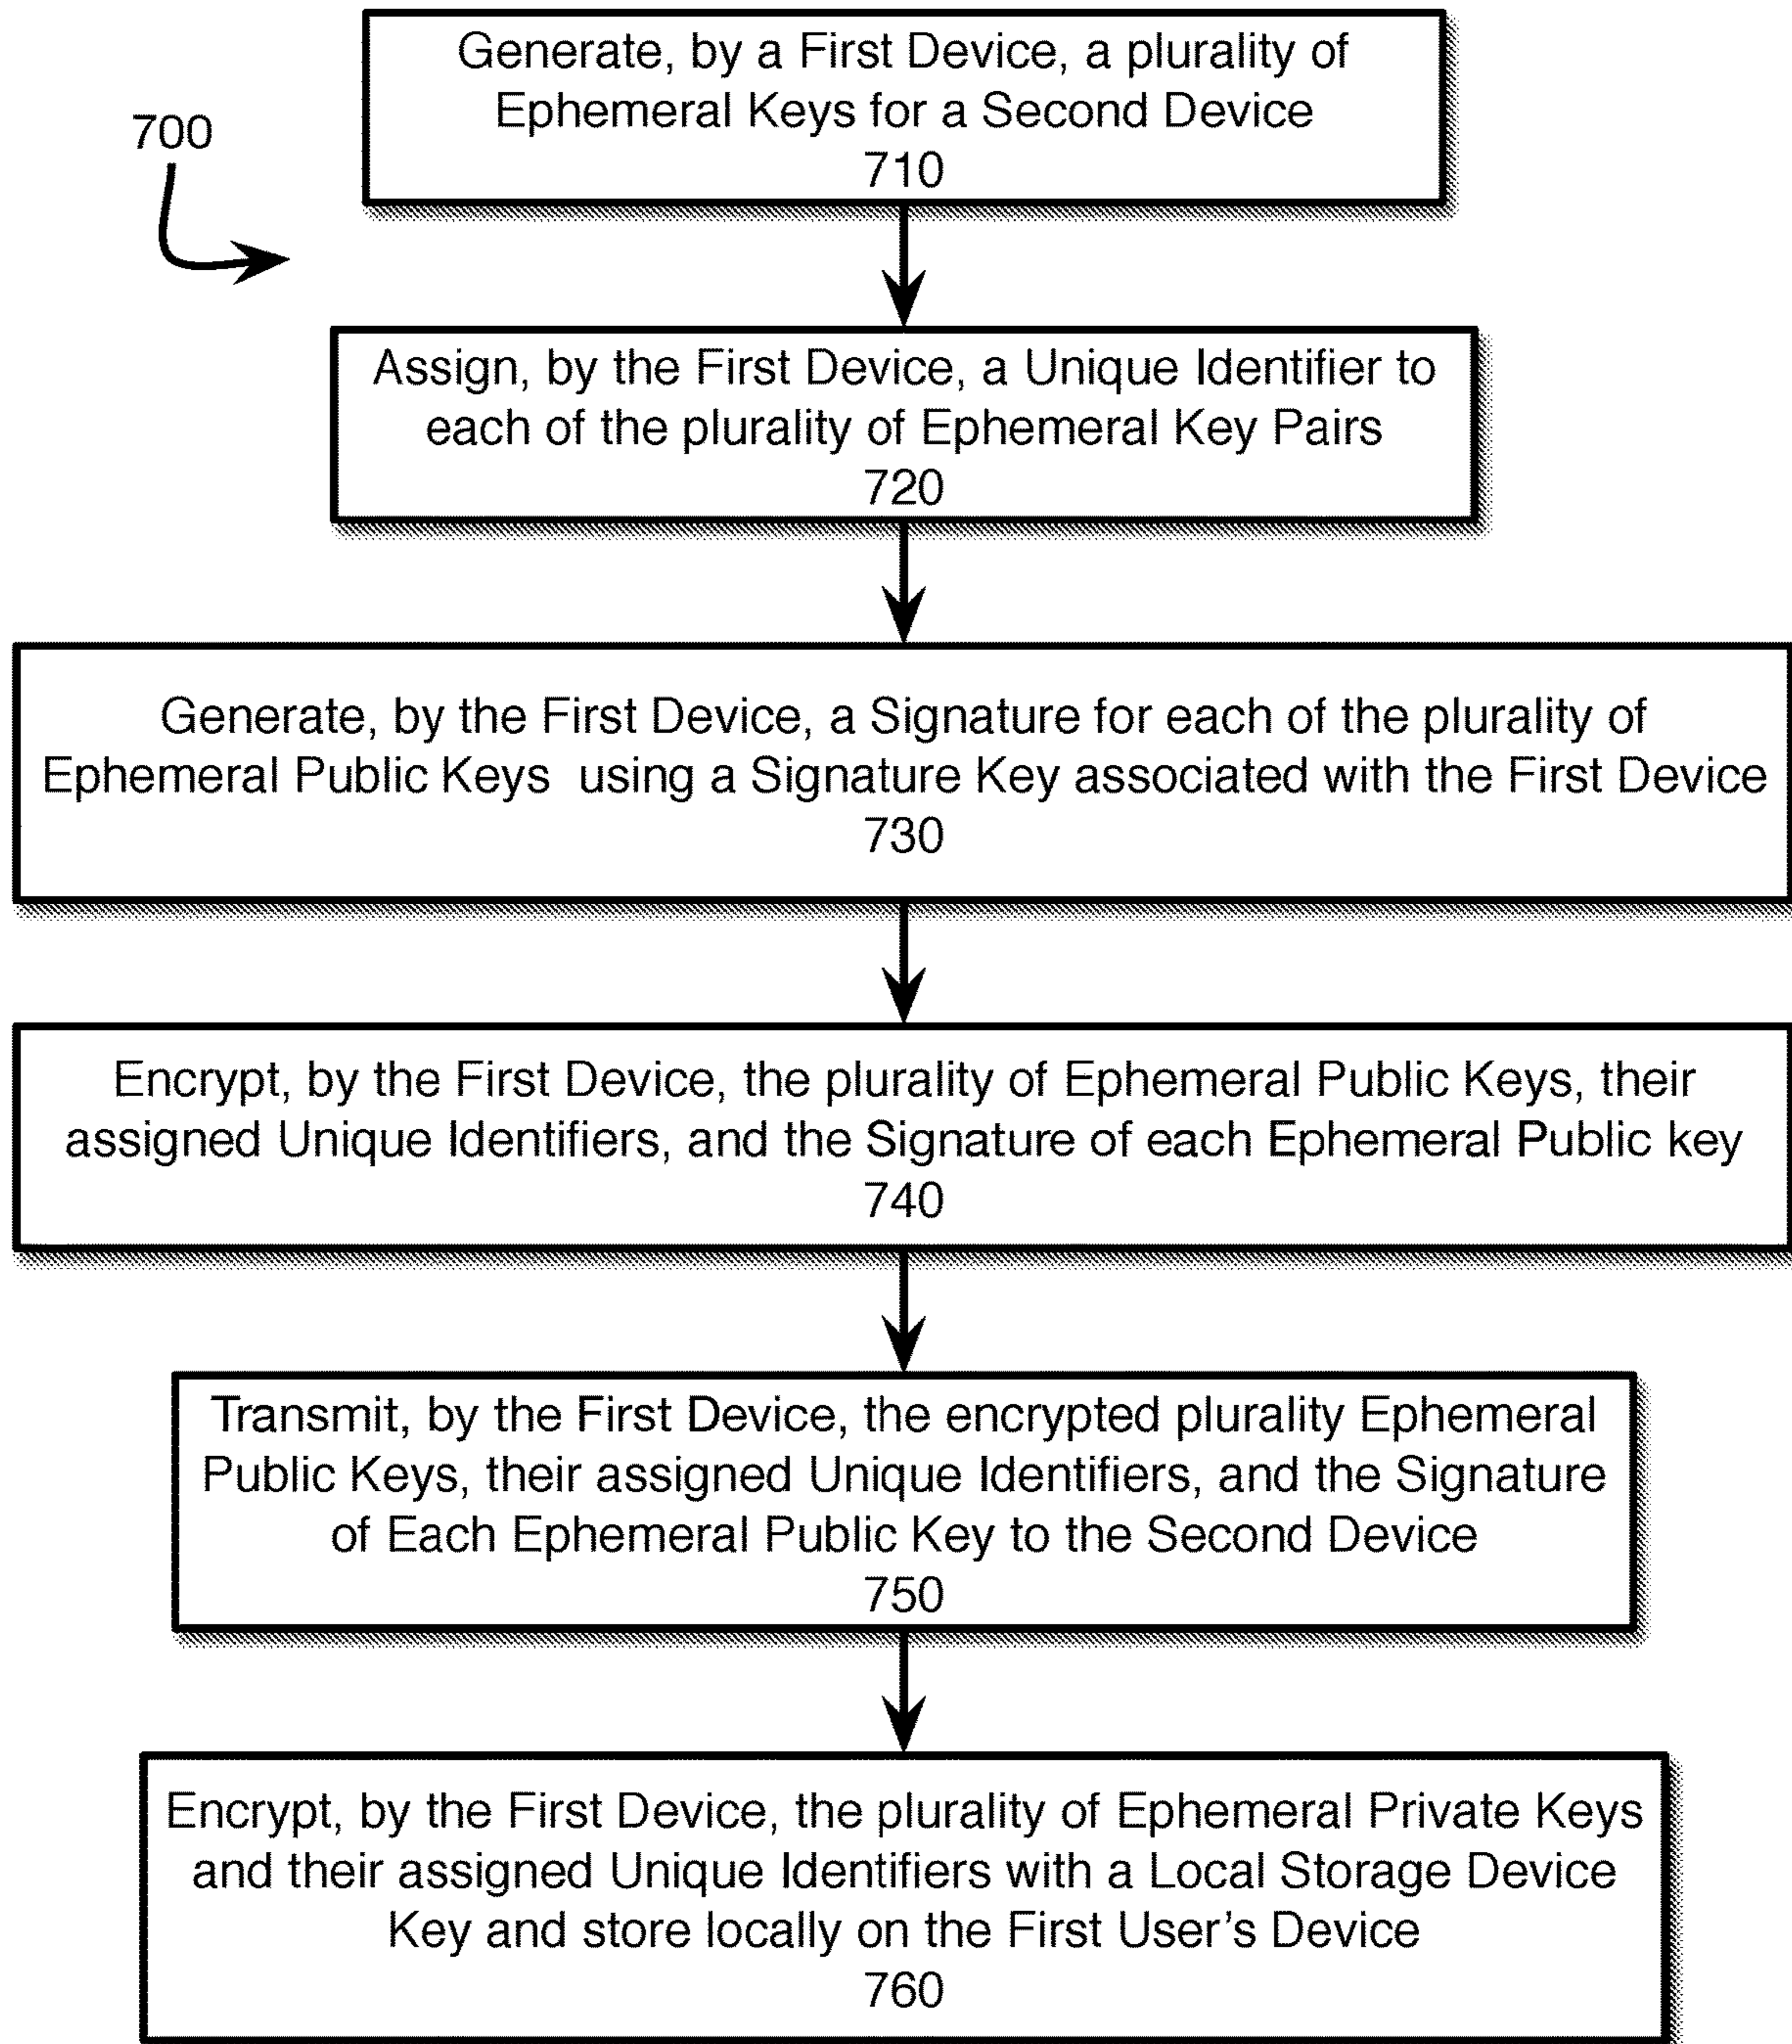 Generate, by a First Device, a plurality of
Ephemeral Keys for a Second Device
710
700
Assign, by the First Device, a Unique Identifier to
each of the plurality of Ephemeral Key Pairs
720
Generate, by the First Device, a Signature for each of the plurality of
Ephemeral Public Keys using a Signature Key associated with the First Device
730
Encrypt, by the First Device, the plurality of Ephemeral Public Keys, their
assigned Unique Identifiers, and the Signature of each Ephemeral Public key
740
Transmit, by the First Device, the encrypted plurality Ephemeral
Public Keys, their assigned Unique Identifiers, and the Signature
of Each Ephemeral Public Key to the Second Device
750
Encrypt, by the First Device, the plurality of Ephemeral Private Keys
and their assigned Unique Identifiers with a Local Storage Device
Key and store locally on the First User's Device
760